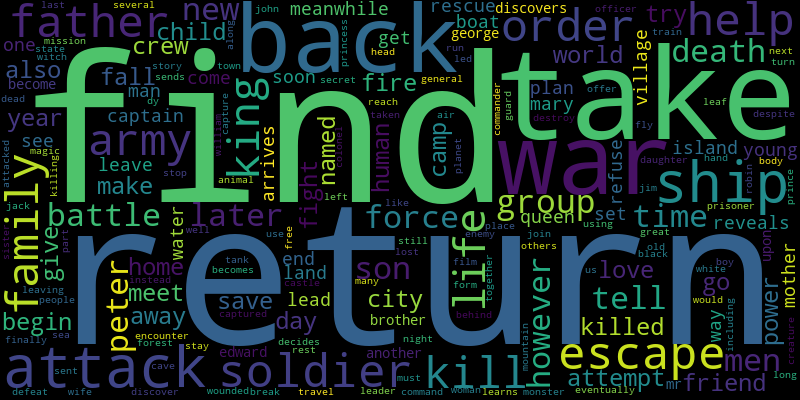 last
several
father
new
back
meanwhile
rescue
discovers
officer
try
help
john
order
boat
train
princess
child
along
george
get
mission
one
state
crew
world
death
next
turn
witch
head
run
led
also
fall
story
come
soon
fire
find
take
become
man
sends
town
secret
general
plan
village
dead
dy
reach
mary
offer
leaf
despite
year
captain
king
capture
william
arrives
named
taken
air
commander
guard
destroy
fly
army
fight
human
colonel
camp
planet
war
refuse
island
young
see
magic
stop
attacked
killing
leave
animal
daughter
hand
body
jack
make
left
group
ship
jim
robin
prince
prisoner
family
battle
later
like
force
queen
set
time
reveals
sister
part
give
water
well
use
free
still
enemy
life
place
join
using
great
upon
mother
leaving
people
peter
home
tank
becomes
end
lost
film
others
old
black
boy
son
us
love
white
go
power
meet
instead
land
castle
many
form
together
however
tell
would
begin
away
save
lead
city
behind
killed
way
including
captured
day
brother
finally
sea
encounter
forest
stay
edward
decides
rest
another
night
mountain
escape
men
creature
attack
soldier
kill
sent
cave
must
attempt
mr
friend
long
defeat
wife
discover
wounded
break
travel
leader
command
woman
learns
monster
eventually
return